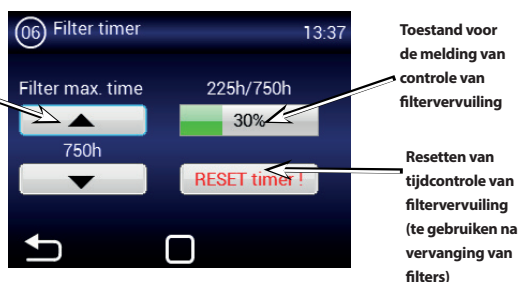 06 Filter timer 13:37
Filter max. time 225h/750h
30%
750h
RESET timer !
Toestand voor
de melding van
controle van
filtervervuiling
Resetten van
tijdcontrole van
filtervervuiling
(te gebruiken na
vervanging van
filters)